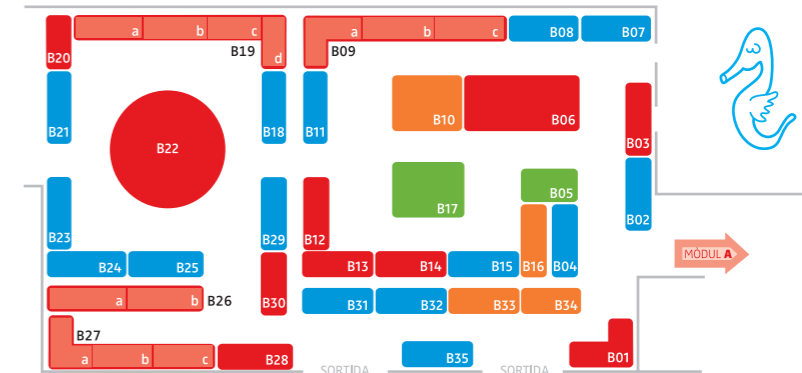 a b c B08 B07
B20 B19 d
a b c
B09
B21 B18 B11 B10 B06
B22
B03
B05
B17
B02
B23 B29 B12
B24 B25 B13 B14 B15 B16 B04
MÒDUL A
a b B26 B30 B31 B32 B33 B34
B27
a b c B28 B35 B01
SORTIDA SORTIDA